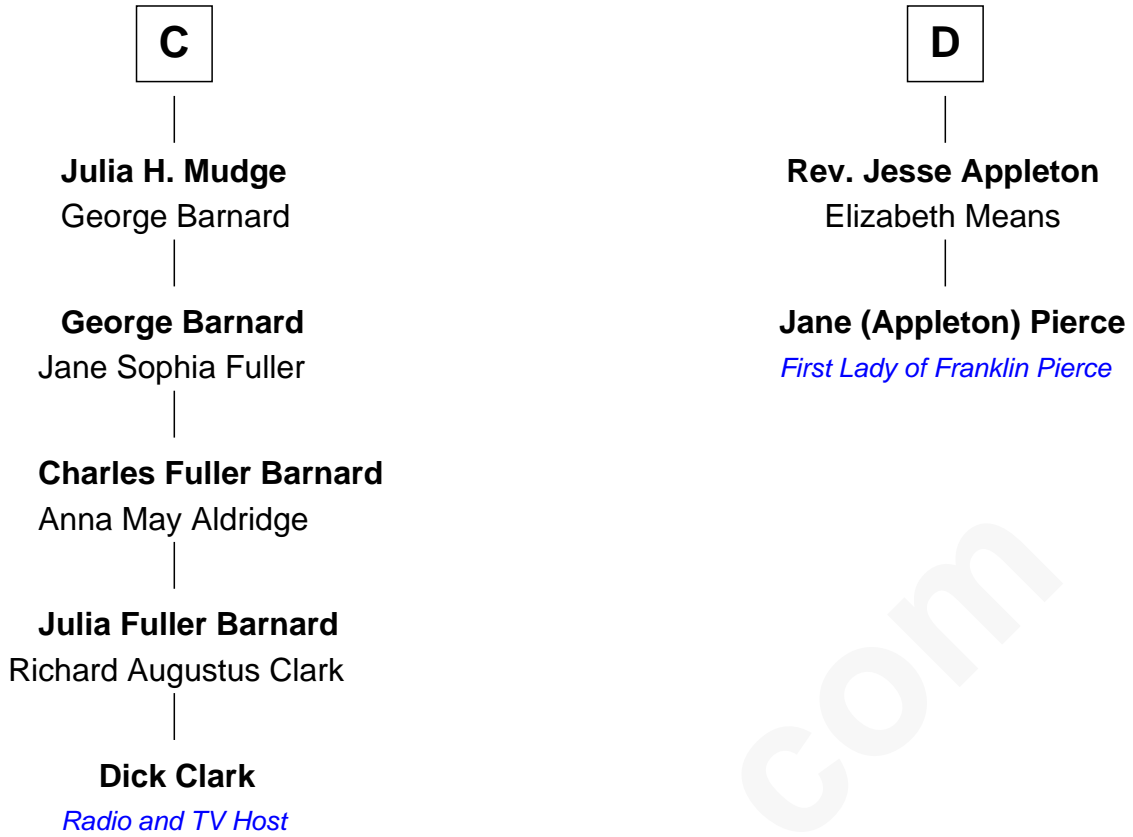 C
Julia H. Mudge
George Barnard
George Barnard
Jane Sophia Fuller
Charles Fuller Barnard
Anna May Aldridge
Julia Fuller Barnard
Richard Augustus Clark
Dick Clark
Radio and TV Host
D
Rev. Jesse Appleton
Elizabeth Means
Jane (Appleton) Pierce
First Lady of Franklin Pierce
com